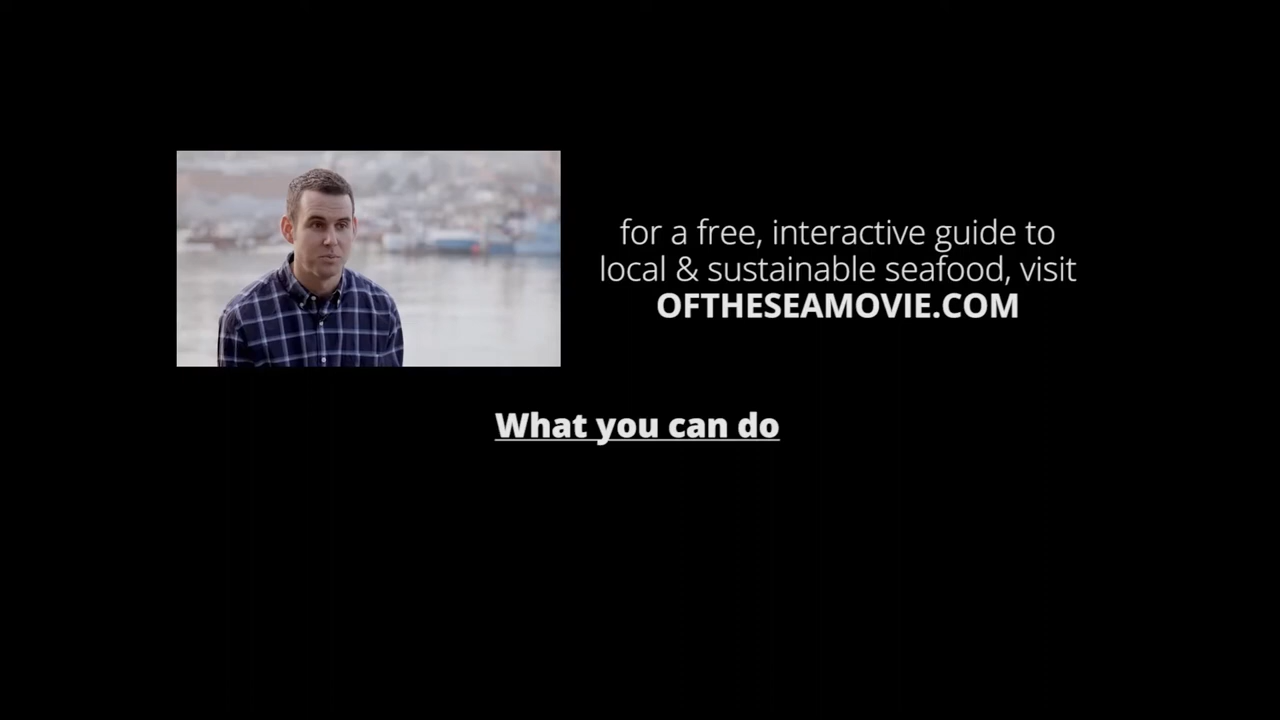 for a free, interactive guide to
local & sustainable seafood, visit
OFTHESEAMOVIE.COM
What you can do